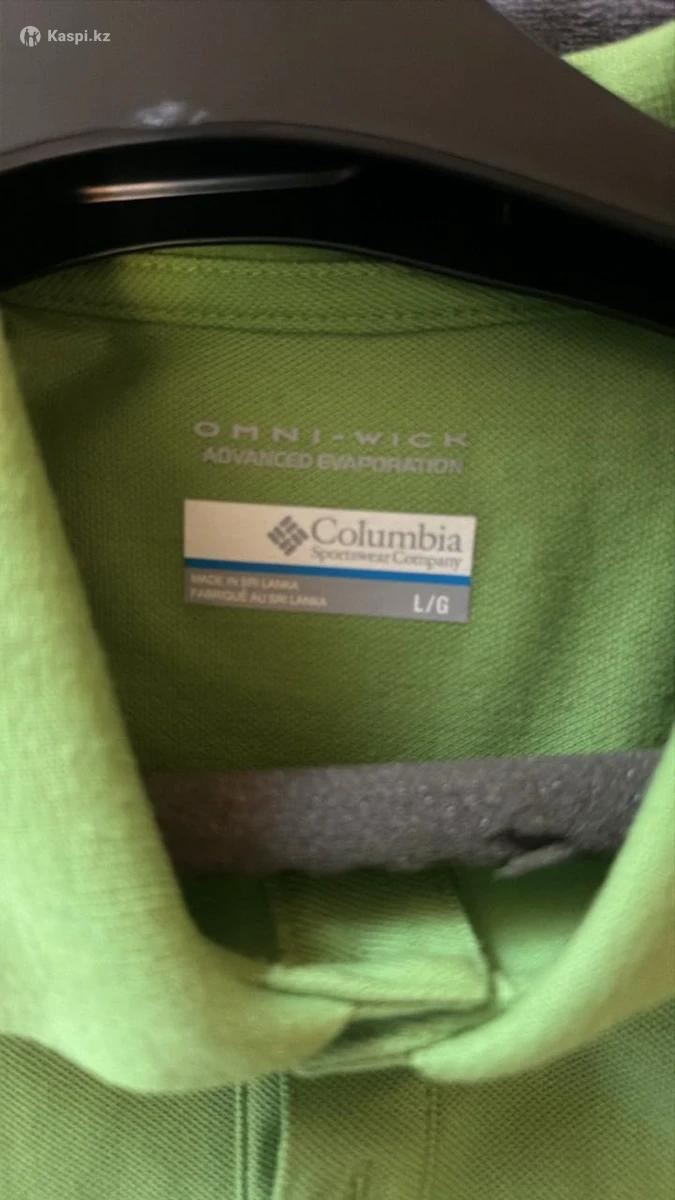 Kaspi.kz
OMNI-WICK
ADVANCED EVAPORATION
Columbia
Sportswear Company
MADE IN SRI LANKA
FABRIQUÉ AU SRI LANKA
L/G